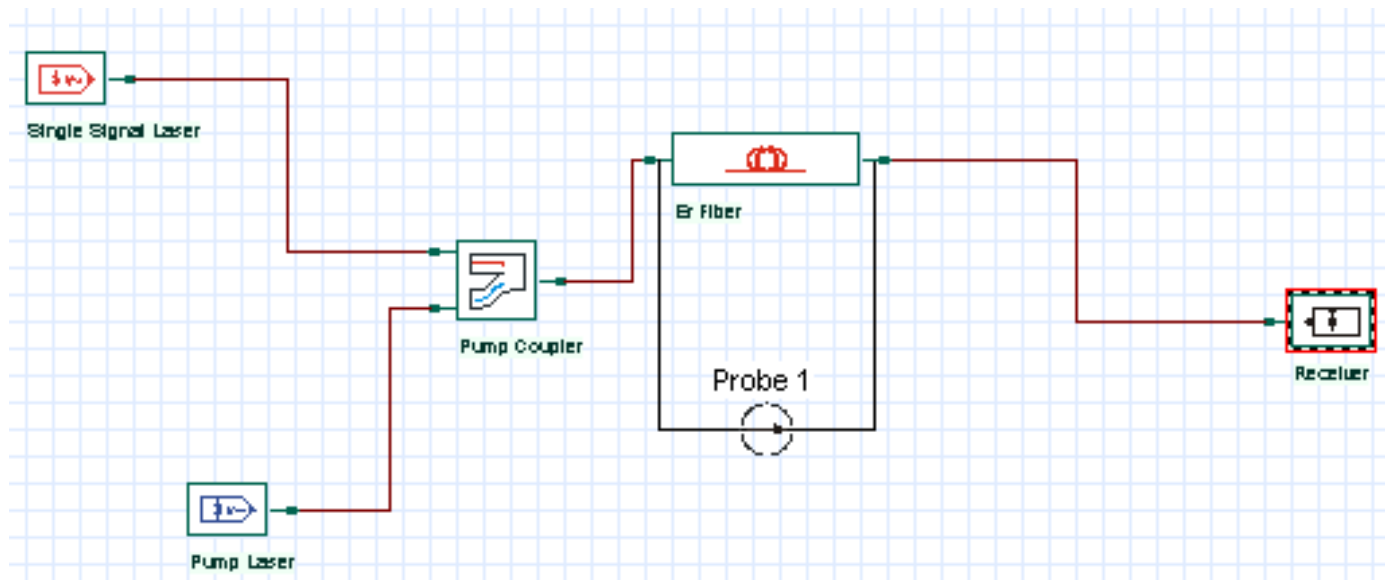 Single Signal Laser
Er Fiber
Pump Coupler
Probe 1
Receiver
Pump Laser